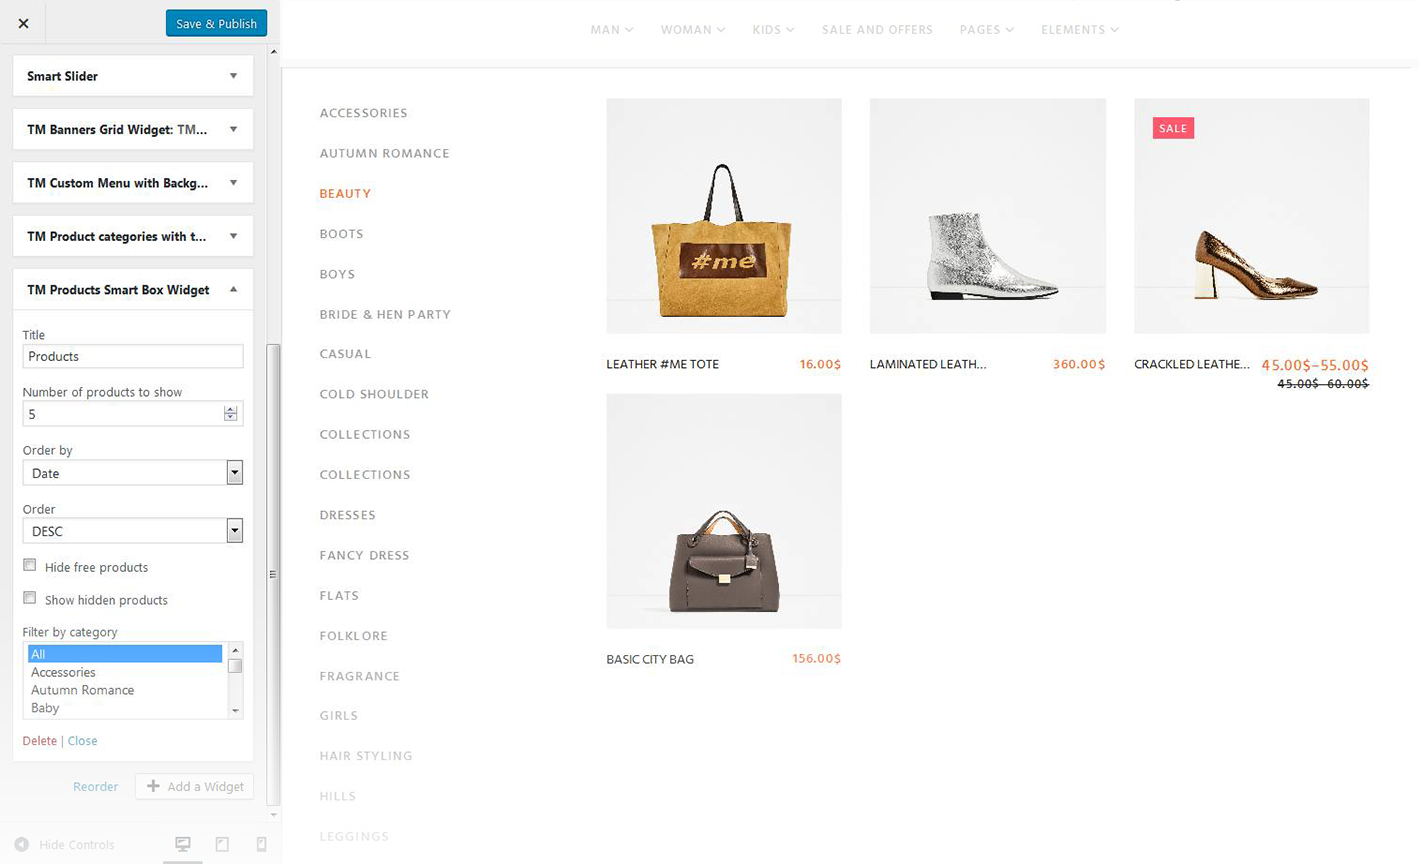 Save & Publish
Smart Slider
TM Banners Grid Widget: TM...
TM Custom Menu with Backg...
TM Product categories with t...
TM Products Smart Box Widget
Title
Products
Number of products to show
5
Order by
Date
Order
DESC
Hide free products
Show hidden products
Filter by category
All
Accessories
Autumn Romance
Baby
Delete | Close
Reorder
Add a Widget
Hide Controls
MAN
WOMAN
KIDS
SALE AND OFFERS
PAGES
ELEMENTS
ACCESSORIES
AUTUMN ROMANCE
BEAUTY
BOOTS
BOYS
BRIDE & HEN PARTY
CASUAL
COLD SHOULDER
COLLECTIONS
COLLECTIONS
DRESSES
FANCY DRESS
FLATS
FOLKLORE
FRAGRANCE
GIRLS
HAIR STYLING
HILLS
LEGGINGS
#me
LEATHER #ME TOTE 16.00$
LAMINATED LEATH... 360.00$
SALE
CRACKLED LEATHE... 45.00$–55.00$
45.00$–60.00$
BASIC CITY BAG 156.00$